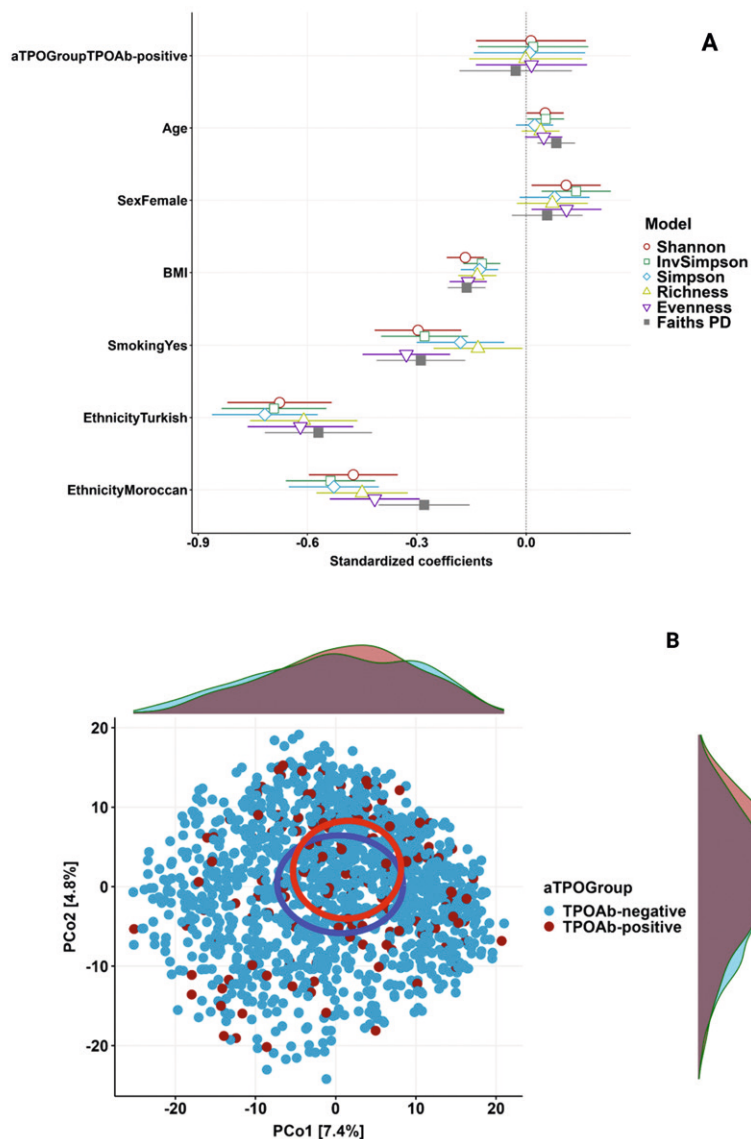 A
aTPOGroupTPOAb-positive
Age
SexFemale
BMI
SmokingYes
EthnicityTurkish
EthnicityMoroccan
-0.9 -0.6 -0.3 0.0
Standardized coefficients
Model
Shannon
InvSimpson
Simpson
Richness
Evenness
Faiths PD
B
20
10
0
-10
-20
PCo2 [4.8%]
-20 -10 0 10 20
PCo1 [7.4%]
aTPOGroup
TPOAb-negative
TPOAb-positive